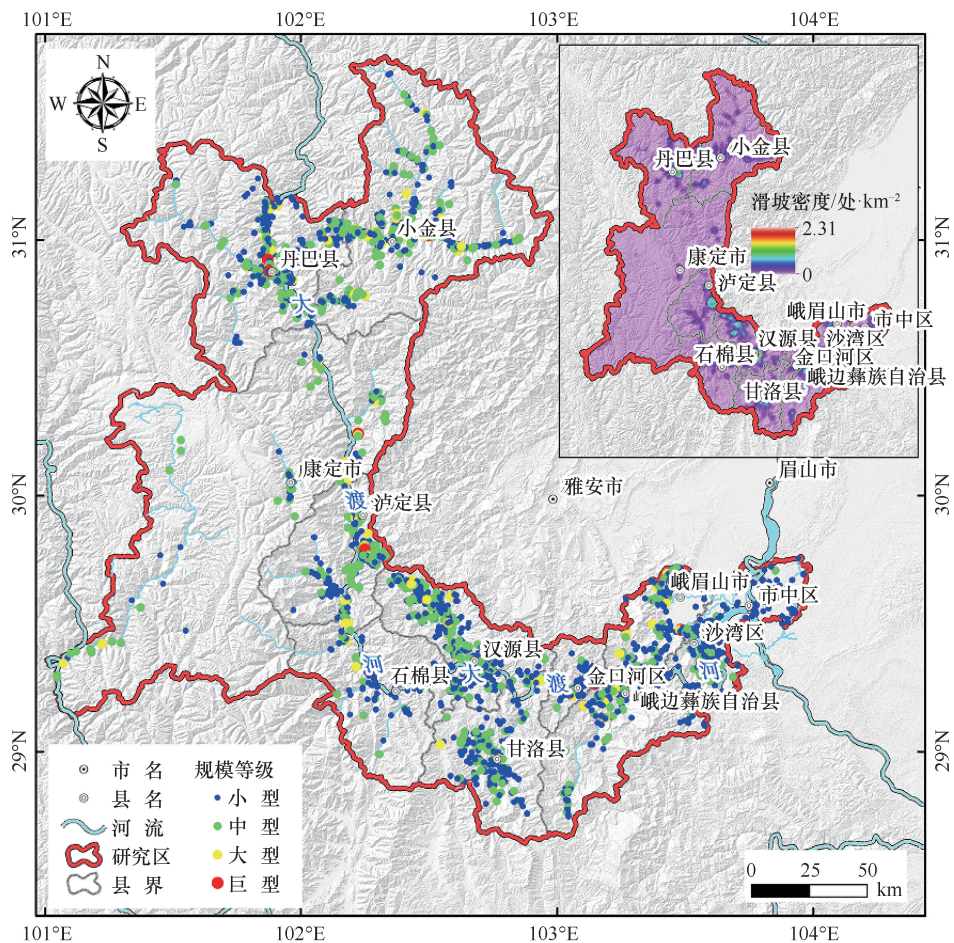 101°E
102°E
103°E
104°E
N
W
E
S
小金县
丹巴县
滑坡密度/处·km⁻²
2.31
0
康定市
泸定县
峨眉山市
市中区
汉源县
沙湾区
石棉县
金口河区
峨边彝族自治县
甘洛县
31°N
31°N
小金县
丹巴县
大
康定市
渡
泸定县
雅安市
眉山市
30°N
30°N
峨眉山市
市中区
沙湾区
汉源县
河
石棉县
大
渡
金口河区
河
峨边彝族自治县
甘洛县
29°N
29°N
市 名
规模等级
县 名
小 型
河 流
中 型
研究区
大 型
县 界
巨 型
0
25
50
km
101°E
102°E
103°E
104°E